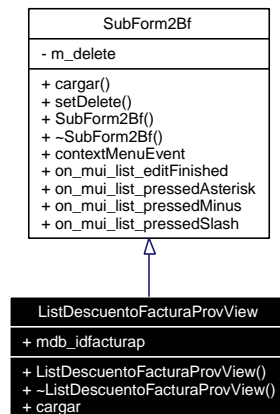 SubForm2Bf
- m_delete
+ cargar()
+ setDelete()
+ SubForm2Bf()
+ ~SubForm2Bf()
+ contextMenuEvent
+ on_mui_list_editFinished
+ on_mui_list_pressedAsterisk
+ on_mui_list_pressedMinus
+ on_mui_list_pressedSlash
ListDescuentoFacturaProvView
+ mdb_idfacturap
+ ListDescuentoFacturaProvView()
+ ~ListDescuentoFacturaProvView()
+ cargar